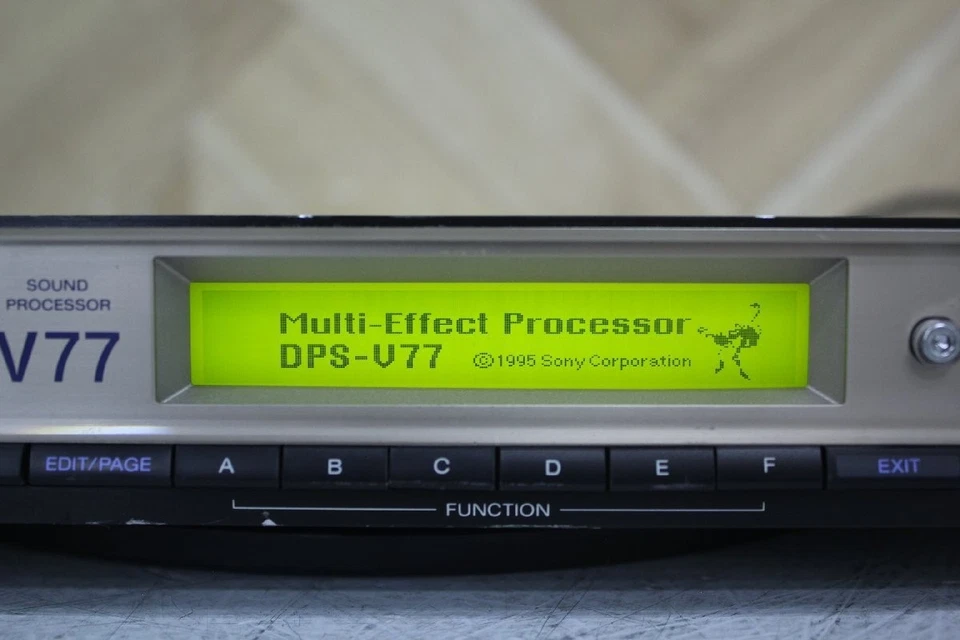 SOUND
PROCESSOR
V77
Multi-Effect Processor
DPS-V77 ©1995 Sony Corporation
EDIT/PAGE A B C D E F EXIT
FUNCTION